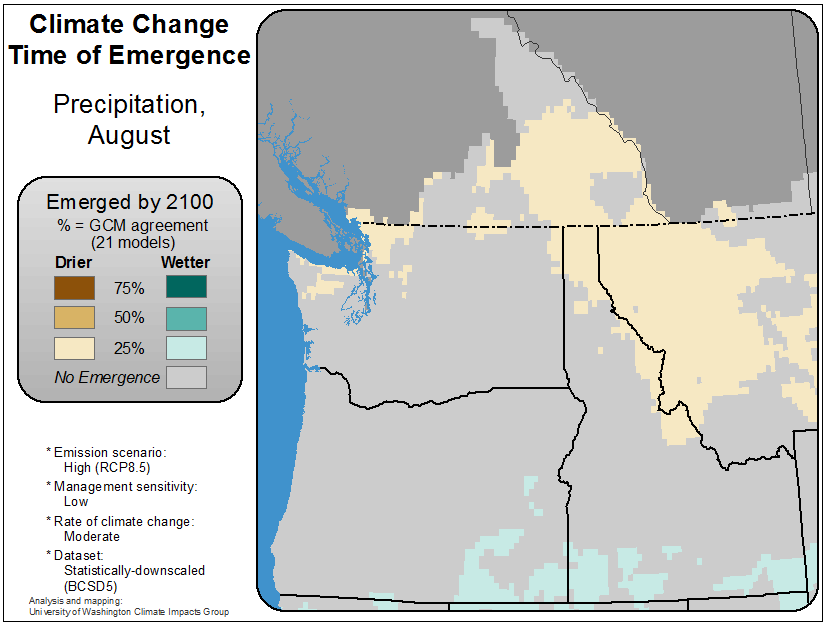 Climate Change
Time of Emergence
Precipitation,
August
Emerged by 2100
% = GCM agreement
(21 models)
Drier Wetter
75%
50%
25%
No Emergence
* Emission scenario:
High (RCP8.5)
* Management sensitivity:
Low
* Rate of climate change:
Moderate
* Dataset:
Statistically-downscaled
(BCSD5)
Analysis and mapping:
University of Washington Climate Impacts Group